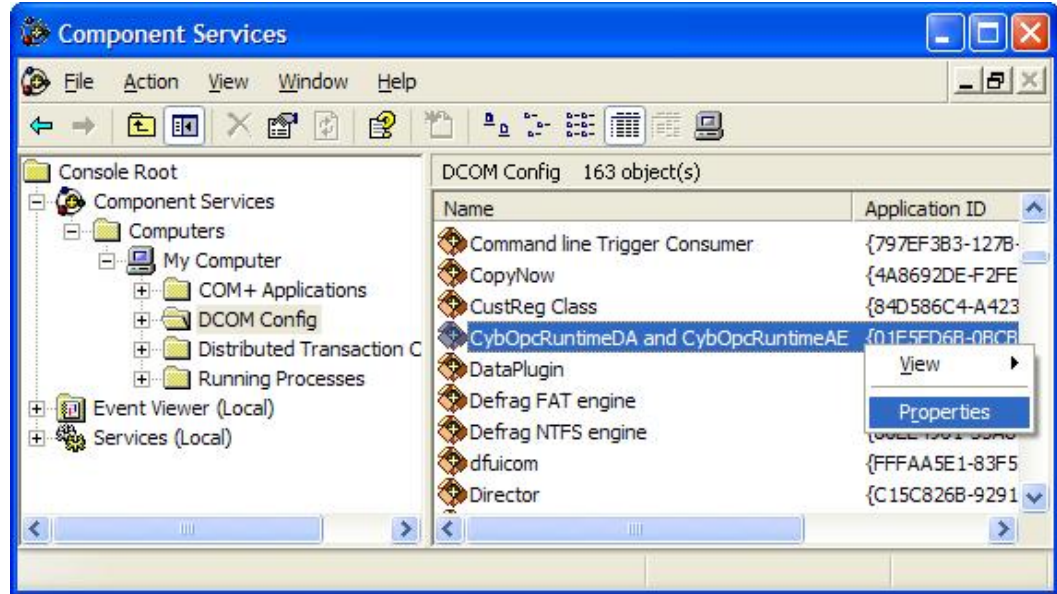 Component Services
File Action View Window Help
Console Root
Component Services
Computers
My Computer
COM+ Applications
DCOM Config
Distributed Transaction C
Running Processes
Event Viewer (Local)
Services (Local)
DCOM Config 163 object(s)
Name Application ID
Command line Trigger Consumer {797EF3B3-127B-
CopyNow {4A8692DE-F2FE
CustReg Class {84D586C4-A423
CybOpcRuntimeDA and CybOpcRuntimeAE {01E5ED6B-0BCB
DataPlugin
Defrag FAT engine
Defrag NTFS engine
dfuicom {FFFAA5E1-83F5
Director {C15C826B-9291
View
Properties